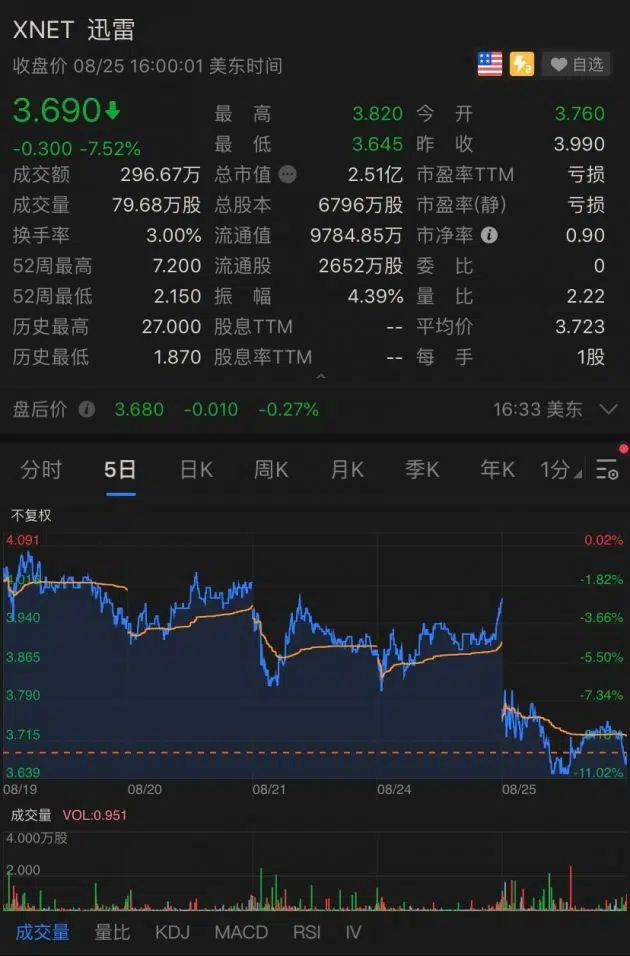 XNET 迅雷
收盘价 08/25 16:00:01 美东时间
自选
3.690
最高 3.820 今开 3.760
-0.300 -7.52% 最低 3.645 昨收 3.990
成交额 296.67万 总市值 2.51亿 市盈率TTM 亏损
成交量 79.68万股 总股本 6796万股 市盈率(静) 亏损
换手率 3.00% 流通值 9784.85万 市净率 0.90
52周最高 7.200 流通股 2652万股 委比 0
52周最低 2.150 振幅 4.39% 量比 2.22
历史最高 27.000 股息TTM -- 平均价 3.723
历史最低 1.870 股息率TTM -- 每手 1股
盘后价 3.680 -0.010 -0.27% 16:33 美东
分时 5日 日K 周K 月K 季K 年K 1分
不复权
4.091 0.02%
4.015 -1.82%
3.940 -3.66%
3.865 -5.50%
3.790 -7.34%
3.715
3.639 -11.02%
08/19 08/20 08/21 08/24 08/25
成交量 VOL:0.951
4.000万股
2.000
成交量 量比 KDJ MACD RSI IV